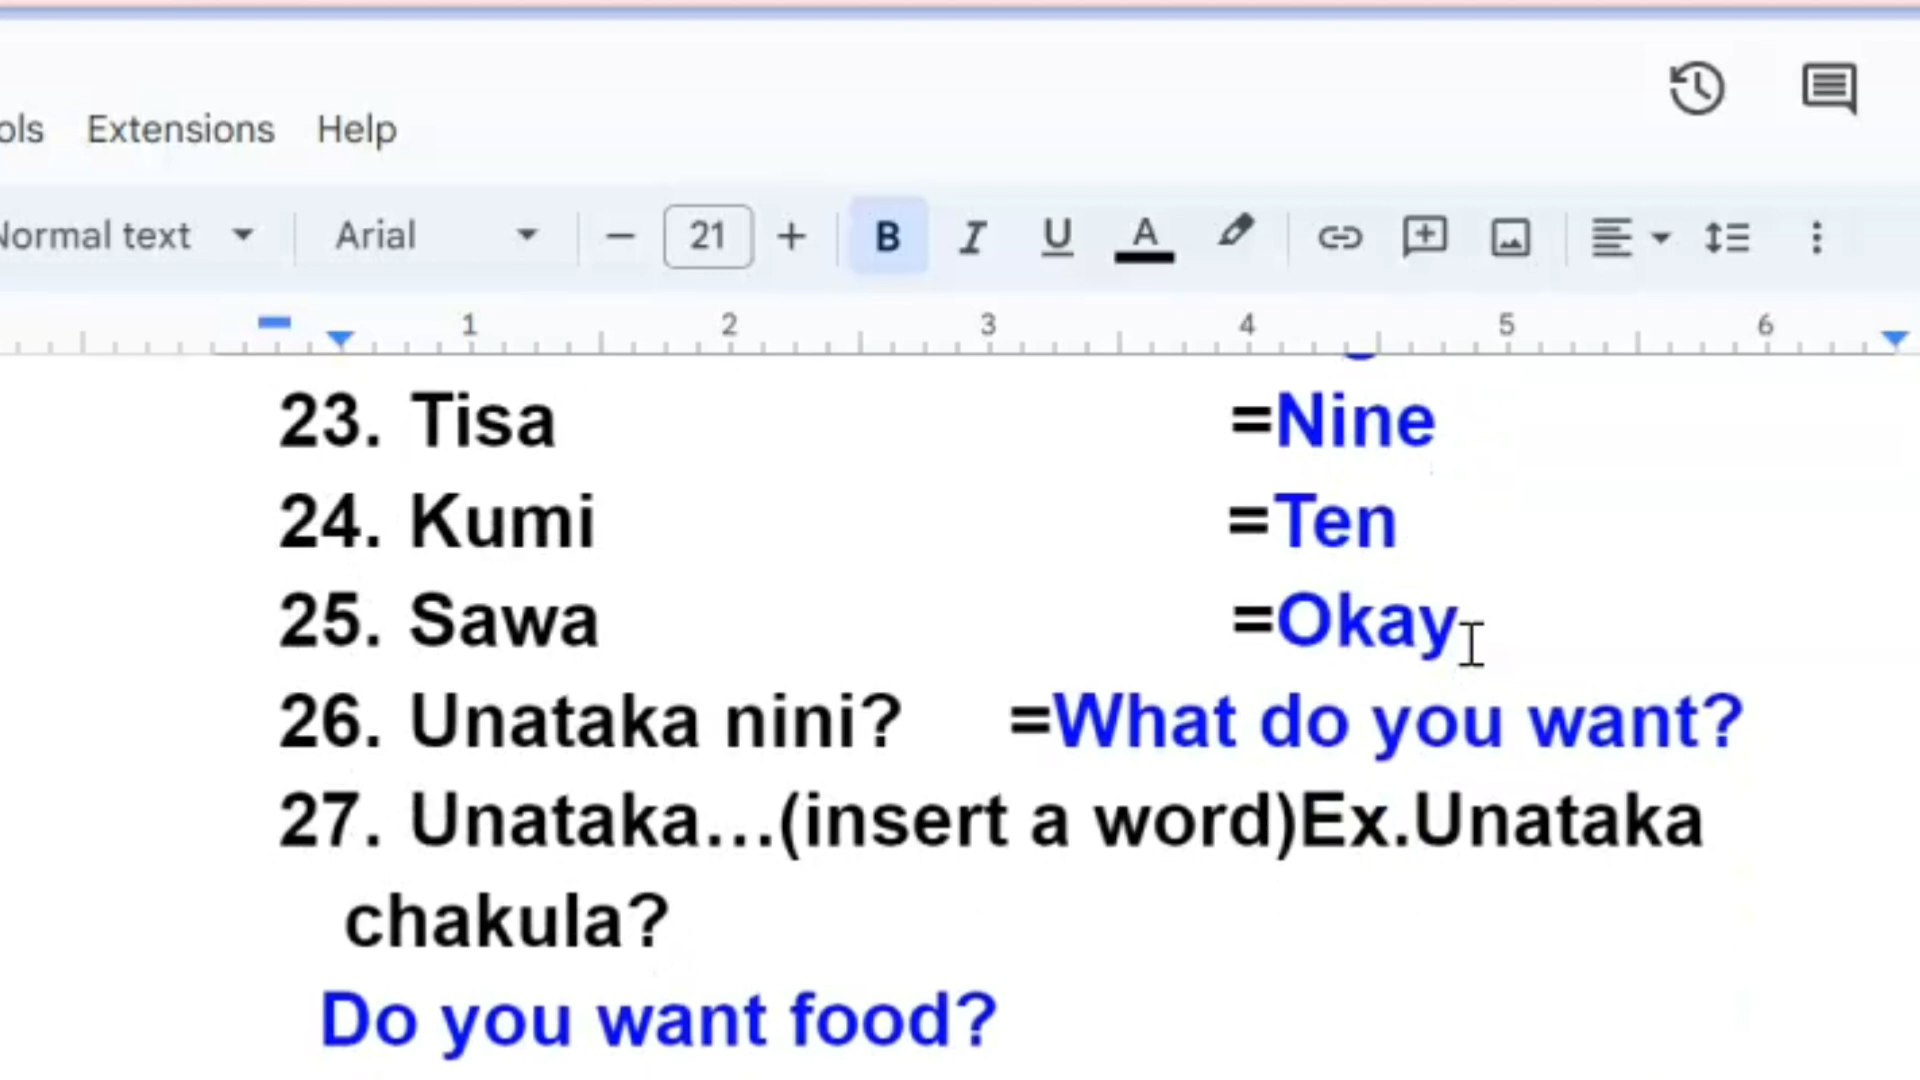 ols Extensions Help
Normal text Arial 21 B I U A
1 2 3 4 5 6
23. Tisa =Nine
24. Kumi =Ten
25. Sawa =Okay
26. Unataka nini? =What do you want?
27. Unataka...(insert a word)Ex.Unataka
chakula?
Do you want food?